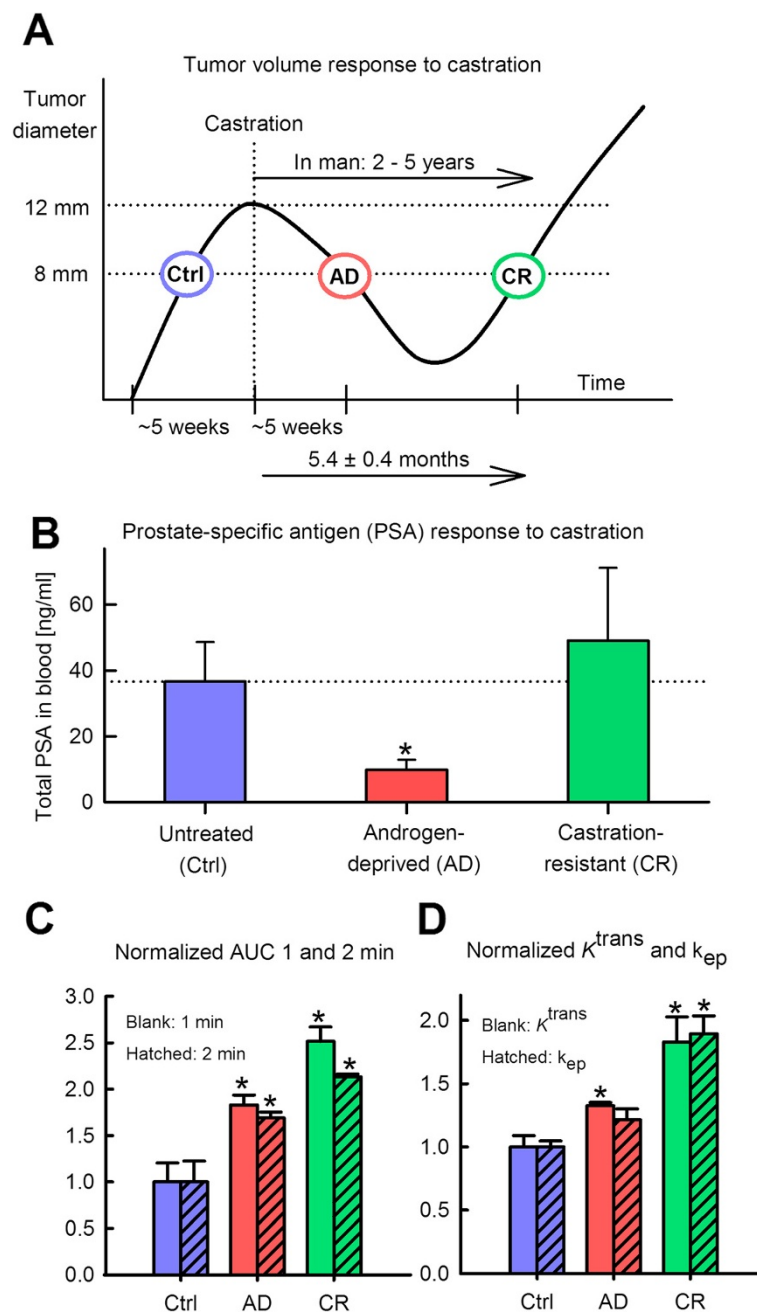 A
Tumor volume response to castration
Tumor
diameter
Castration
In man: 2 - 5 years
12 mm
8 mm
Ctrl
AD
CR
Time
~5 weeks
~5 weeks
5.4 ± 0.4 months
B
Prostate-specific antigen (PSA) response to castration
Total PSA in blood [ng/ml]
60
40
20
0
*
Untreated
(Ctrl)
Androgen-
deprived (AD)
Castration-
resistant (CR)
C
Normalized AUC 1 and 2 min
3.0
2.5
2.0
1.5
1.0
0.5
0.0
Blank: 1 min
Hatched: 2 min
* *
* *
Ctrl
AD
CR
D
Normalized K^trans and k_ep
2.0
1.5
1.0
0.5
0.0
Blank: K^trans
Hatched: k_ep
*
* *
Ctrl
AD
CR